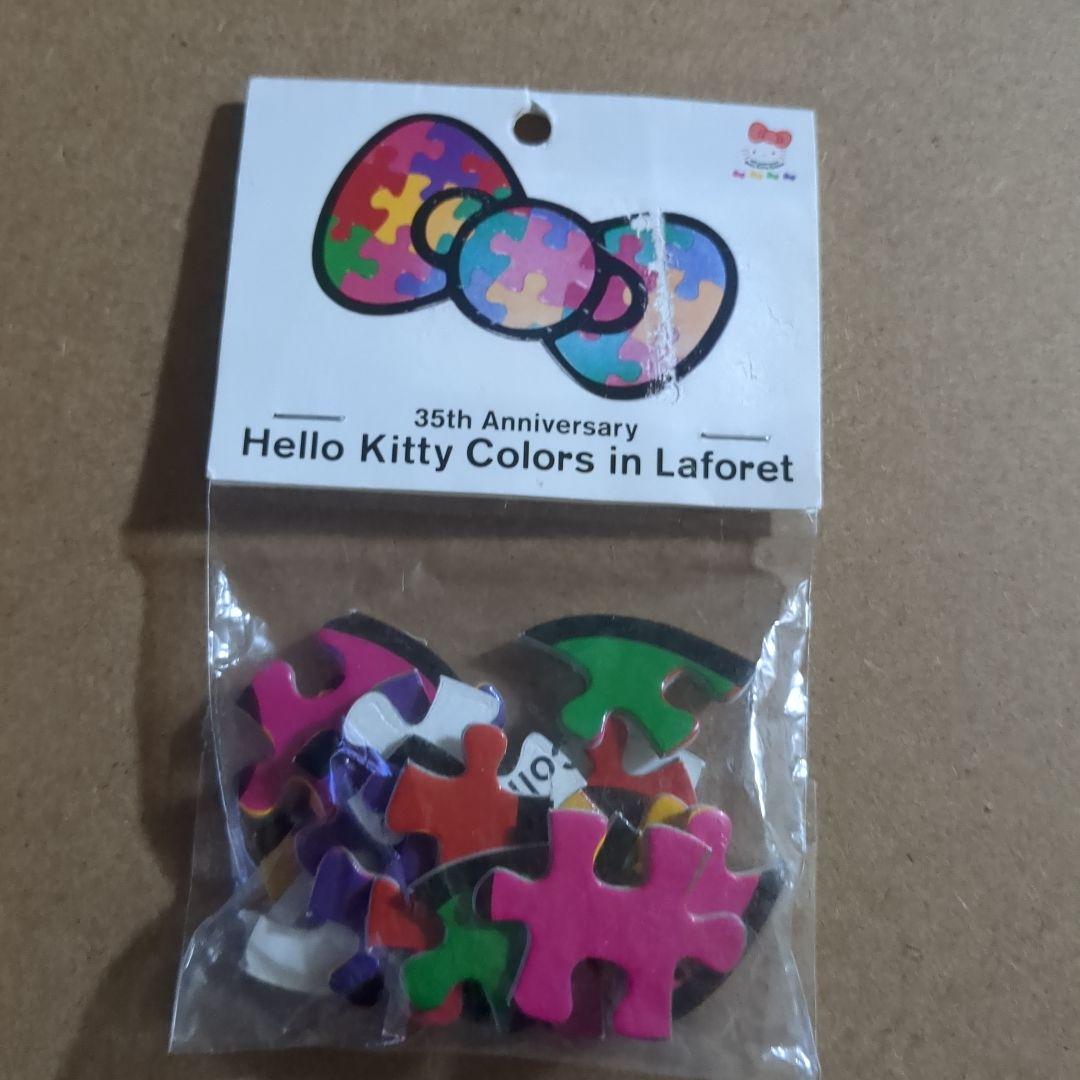 35th Anniversary
Hello Kitty Colors in Laforet